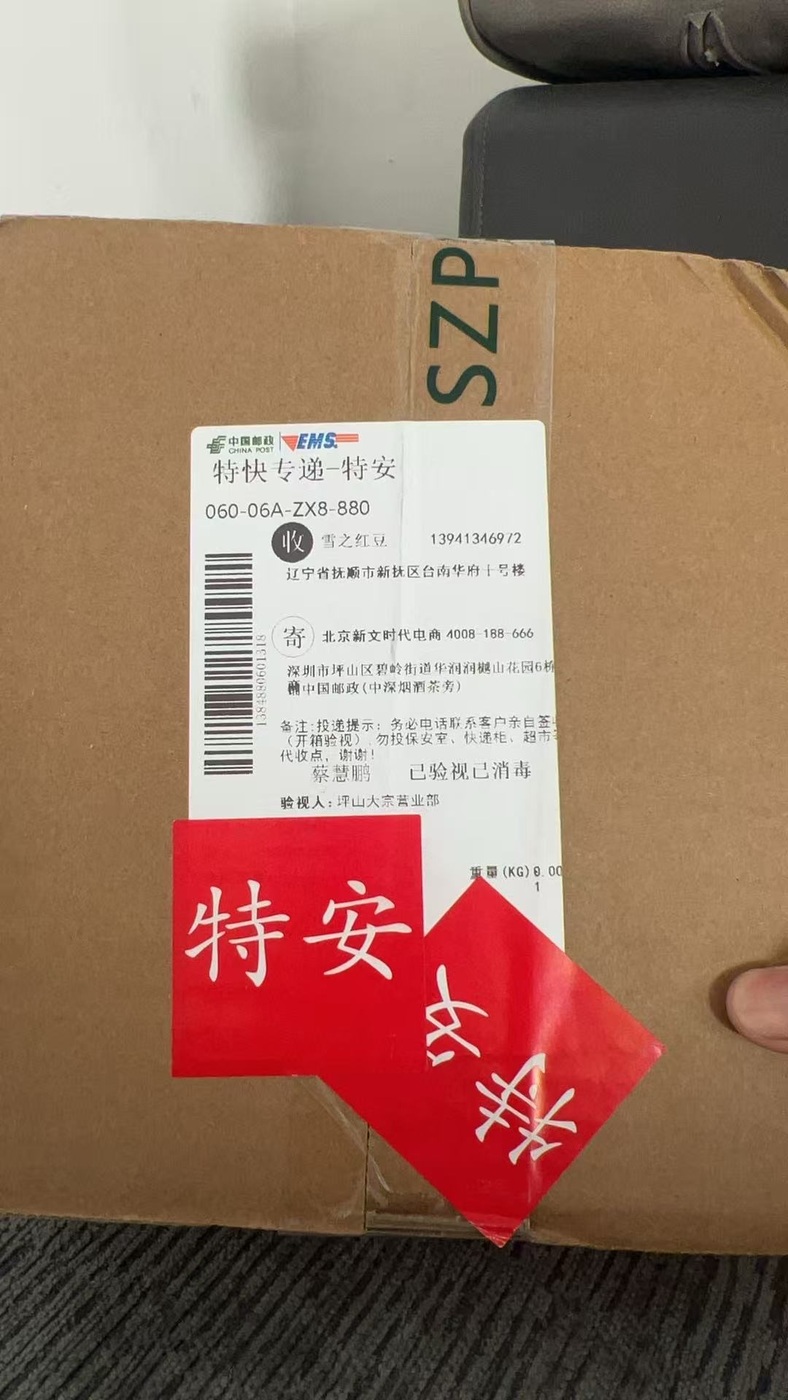 SZP
中国邮政 CHINA POST EMS
特快专递-特安
060-06A-ZX8-880
收 雪之红豆 13941346972
辽宁省抚顺市新抚区台南华府十号楼
1384880601318
寄 北京新文时代电商 4008-188-666
深圳市坪山区碧岭街道华润润樾山花园6栋
中国邮政(中深烟酒茶旁)
备注:投递提示: 务必电话联系客户亲自签收
(开箱验视),勿投保安室、快递柜、超市等
代收点, 谢谢!
蔡慧鹏 已验视已消毒
验视人: 坪山大宗营业部
重量(KG)0.00
1
特安
特安